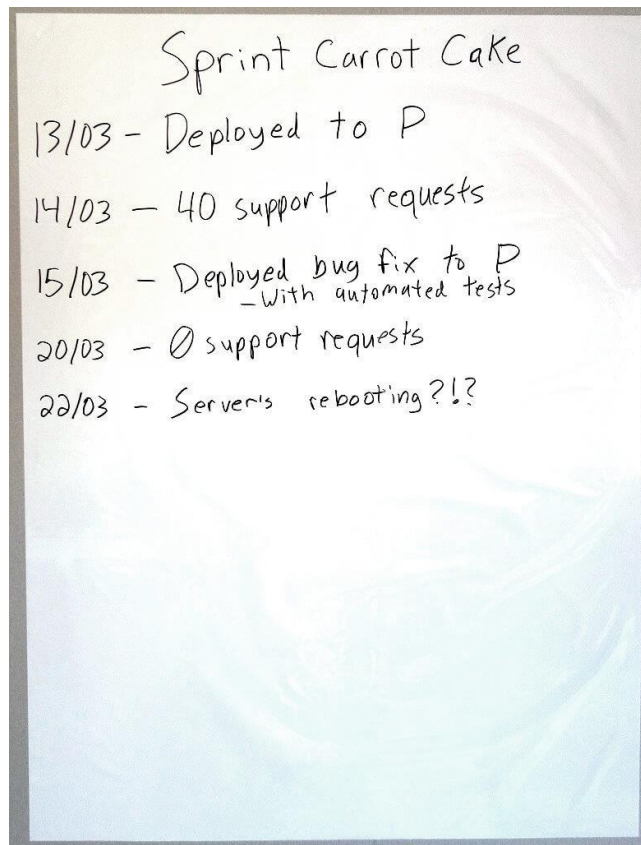 Sprint Carrot Cake
13/03 - Deployed to P
14/03 - 40 support requests
15/03 - Deployed bug fix to P
- With automated tests
20/03 - 0 support requests
22/03 - Server's rebooting?!?